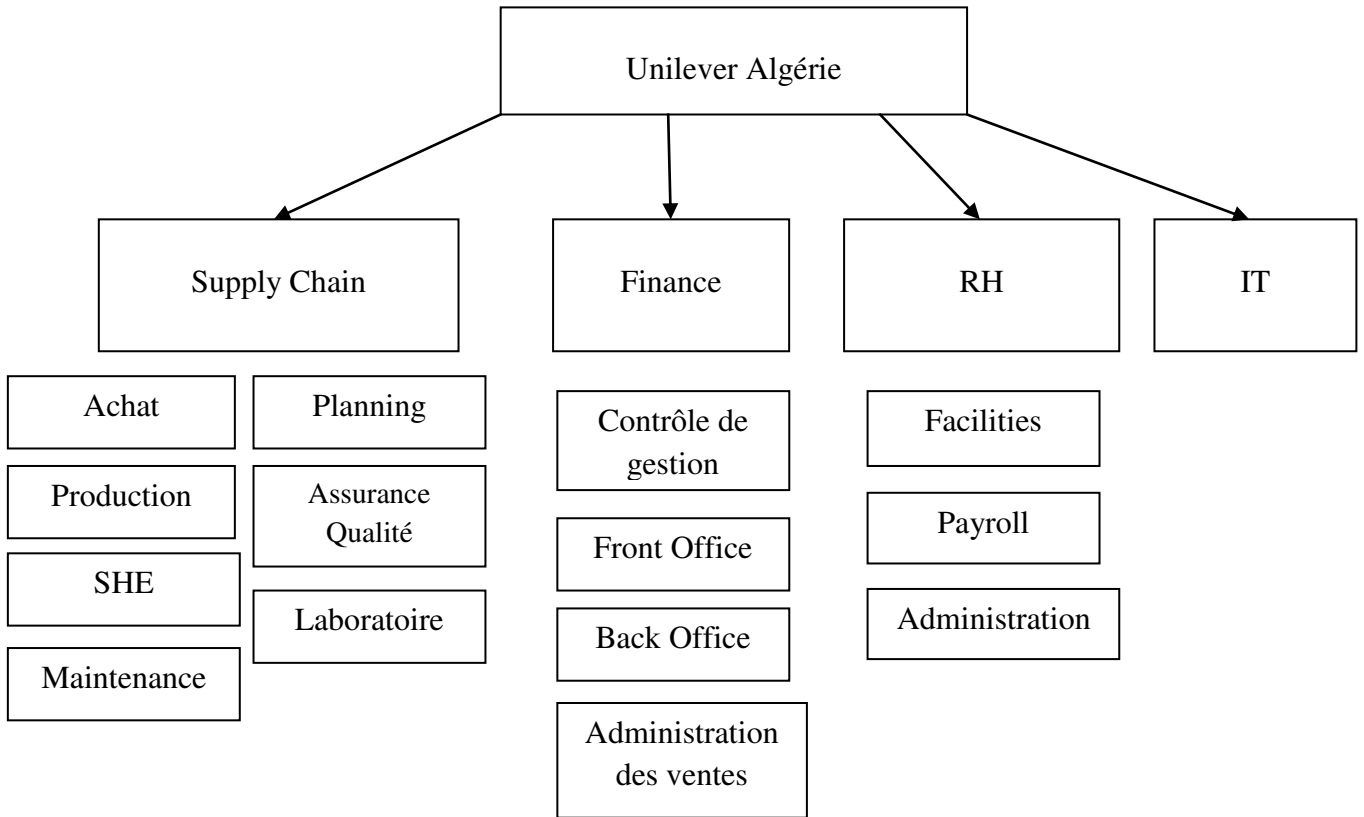 Unilever Algérie
Supply Chain
Finance
RH
IT
Achat
Planning
Production
Assurance
Qualité
SHE
Laboratoire
Maintenance
Contrôle de
gestion
Front Office
Back Office
Administration
des ventes
Facilities
Payroll
Administration